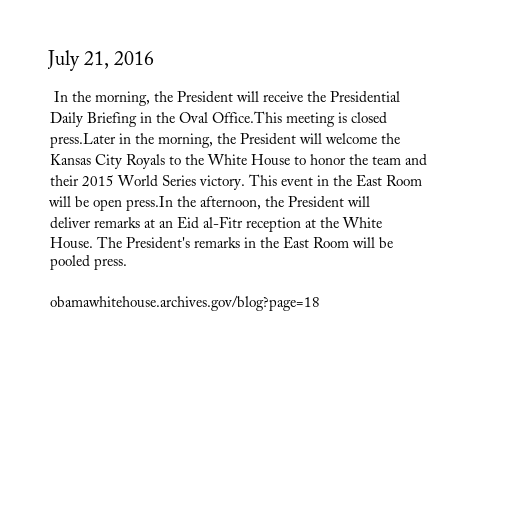 July 21, 2016
In the morning, the President will receive the Presidential
Daily Briefing in the Oval Office.This meeting is closed
press.Later in the morning, the President will welcome the
Kansas City Royals to the White House to honor the team and
their 2015 World Series victory. This event in the East Room
will be open press.In the afternoon, the President will
deliver remarks at an Eid al-Fitr reception at the White
House. The President's remarks in the East Room will be
pooled press.
obamawhitehouse.archives.gov/blog?page=18